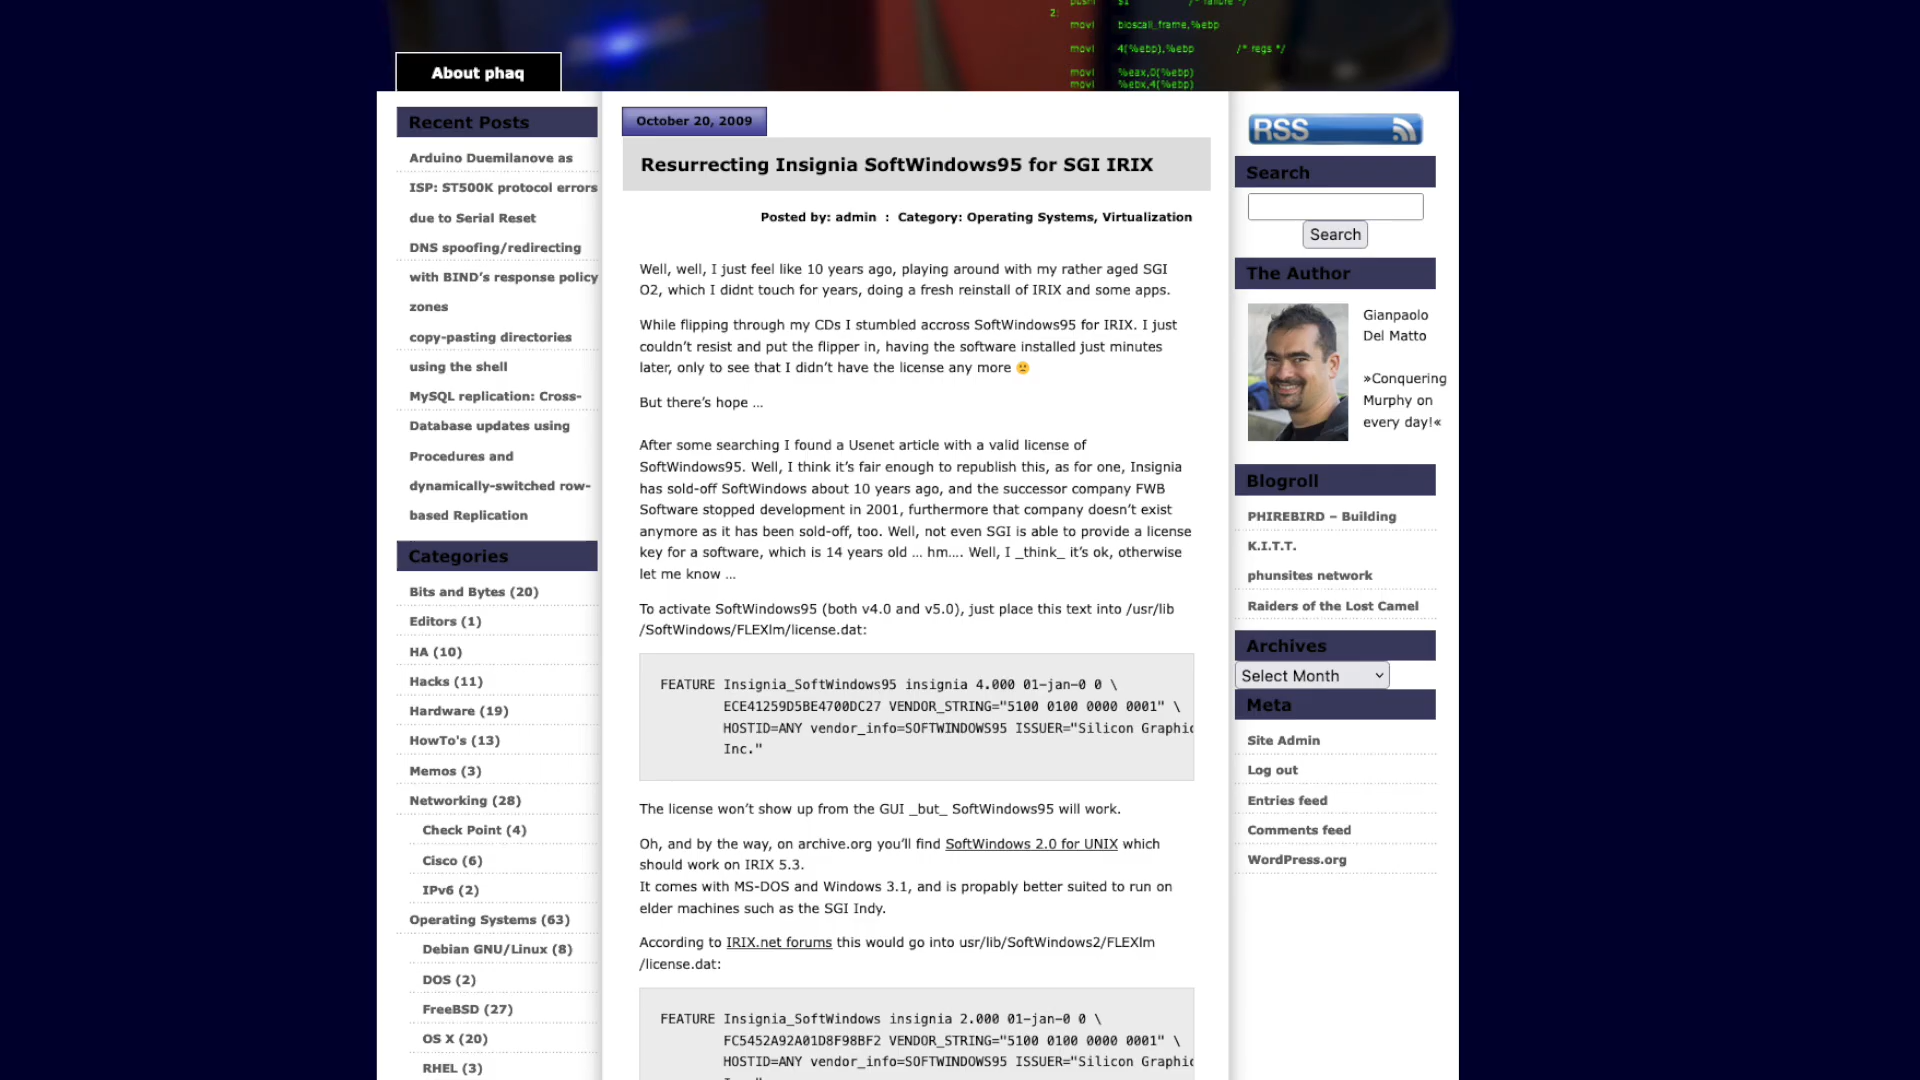 push $1 /* failure */
2:
movl bioscall_frame,%ebp
movl 4(%ebp),%ebp /* regs */
movl %eax,0(%ebp)
movl %ebx,4(%ebp)
About phaq
Recent Posts
Arduino Duemilanove as
ISP: ST500K protocol errors
due to Serial Reset
DNS spoofing/redirecting
with BIND’s response policy
zones
copy-pasting directories
using the shell
MySQL replication: Cross-
Database updates using
Procedures and
dynamically-switched row-
based Replication
Categories
Bits and Bytes (20)
Editors (1)
HA (10)
Hacks (11)
Hardware (19)
HowTo's (13)
Memos (3)
Networking (28)
Check Point (4)
Cisco (6)
IPv6 (2)
Operating Systems (63)
Debian GNU/Linux (8)
DOS (2)
FreeBSD (27)
OS X (20)
RHEL (3)
October 20, 2009
Resurrecting Insignia SoftWindows95 for SGI IRIX
Posted by: admin : Category: Operating Systems, Virtualization
Well, well, I just feel like 10 years ago, playing around with my rather aged SGI
O2, which I didnt touch for years, doing a fresh reinstall of IRIX and some apps.
While flipping through my CDs I stumbled accross SoftWindows95 for IRIX. I just
couldn’t resist and put the flipper in, having the software installed just minutes
later, only to see that I didn’t have the license any more 🙁
But there’s hope …
After some searching I found a Usenet article with a valid license of
SoftWindows95. Well, I think it’s fair enough to republish this, as for one, Insignia
has sold-off SoftWindows about 10 years ago, and the successor company FWB
Software stopped development in 2001, furthermore that company doesn’t exist
anymore as it has been sold-off, too. Well, not even SGI is able to provide a license
key for a software, which is 14 years old … hm…. Well, I _think_ it’s ok, otherwise
let me know …
To activate SoftWindows95 (both v4.0 and v5.0), just place this text into /usr/lib
/SoftWindows/FLEXlm/license.dat:
FEATURE Insignia_SoftWindows95 insignia 4.000 01-jan-0 0 \
ECE41259D5BE4700DC27 VENDOR_STRING="5100 0100 0000 0001" \
HOSTID=ANY vendor_info=SOFTWINDOWS95 ISSUER="Silicon Graphic
Inc."
The license won’t show up from the GUI _but_ SoftWindows95 will work.
Oh, and by the way, on archive.org you’ll find SoftWindows 2.0 for UNIX which
should work on IRIX 5.3.
It comes with MS-DOS and Windows 3.1, and is propably better suited to run on
elder machines such as the SGI Indy.
According to IRIX.net forums this would go into usr/lib/SoftWindows2/FLEXlm
/license.dat:
FEATURE Insignia_SoftWindows insignia 2.000 01-jan-0 0 \
FC5452A92A01D8F98BF2 VENDOR_STRING="5100 0100 0000 0001" \
HOSTID=ANY vendor_info=SOFTWINDOWS95 ISSUER="Silicon Graphic
RSS
Search
Search
The Author
Gianpaolo
Del Matto
»Conquering
Murphy on
every day!«
Blogroll
PHIREBIRD – Building
K.I.T.T.
phunsites network
Raiders of the Lost Camel
Archives
Select Month
Meta
Site Admin
Log out
Entries feed
Comments feed
WordPress.org